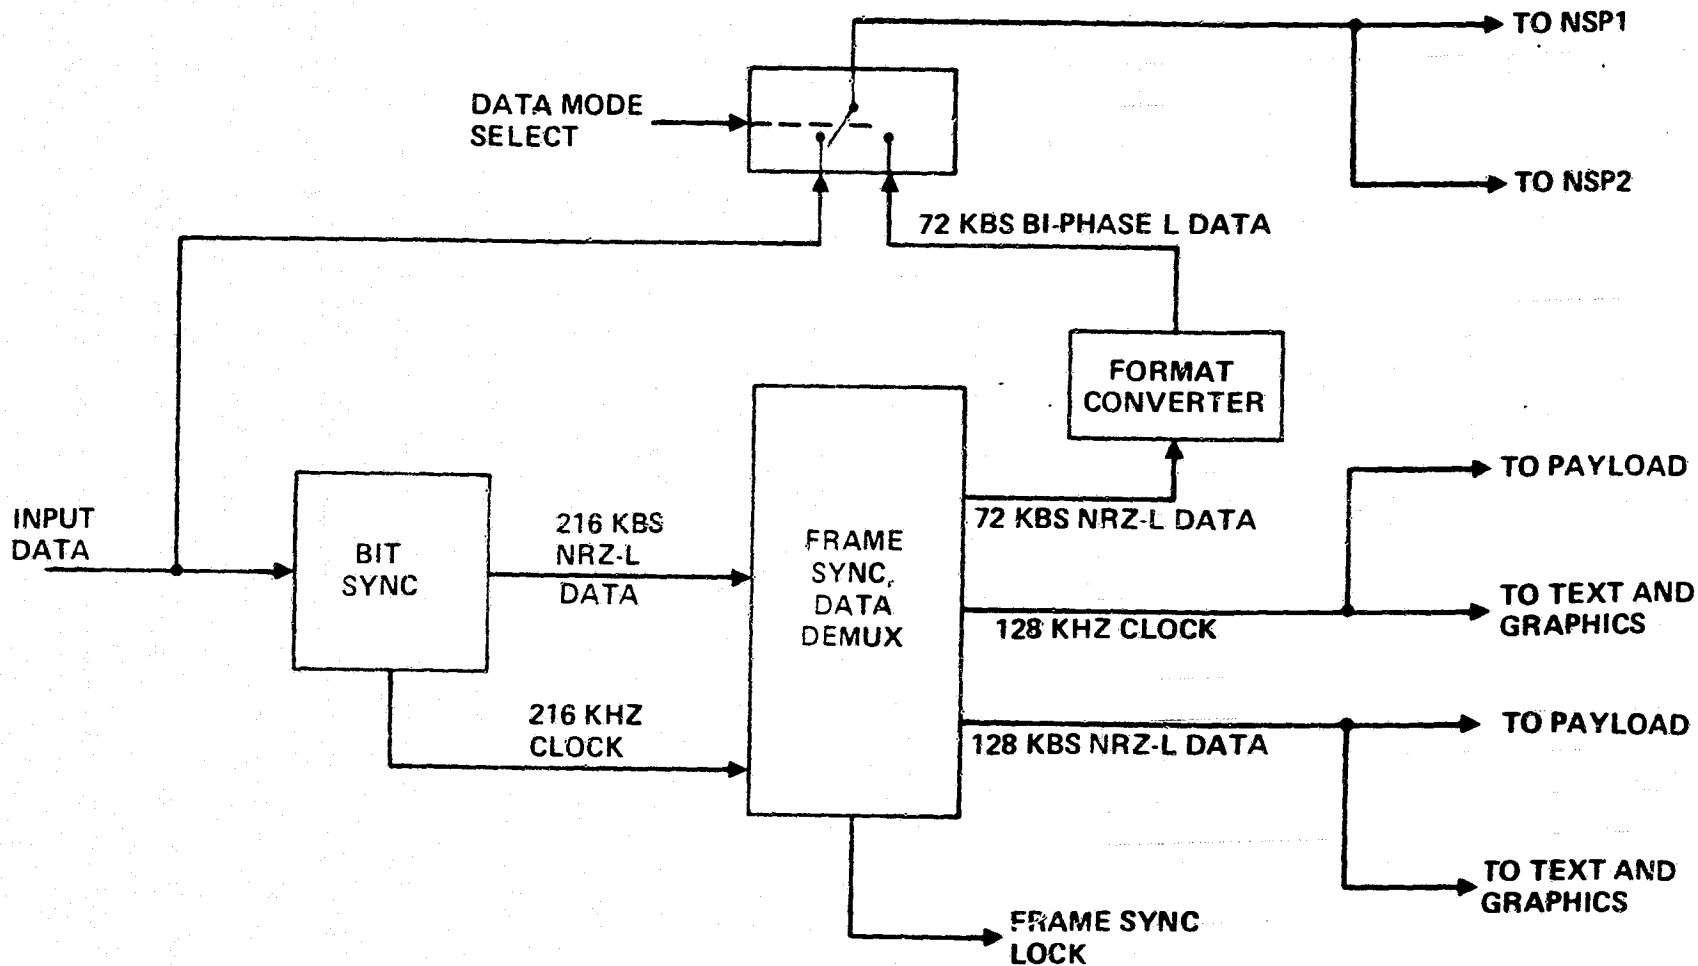 TO NSP1
DATA MODE
SELECT
TO NSP2
72 KBS BI-PHASE L DATA
FORMAT
CONVERTER
TO PAYLOAD
INPUT
DATA
BIT
SYNC
216 KBS
NRZ-L
DATA
FRAME
SYNC,
DATA
DEMUX
72 KBS NRZ-L DATA
128 KHZ CLOCK
TO TEXT AND
GRAPHICS
216 KHZ
CLOCK
128 KBS NRZ-L DATA
TO PAYLOAD
TO TEXT AND
GRAPHICS
FRAME SYNC
LOCK